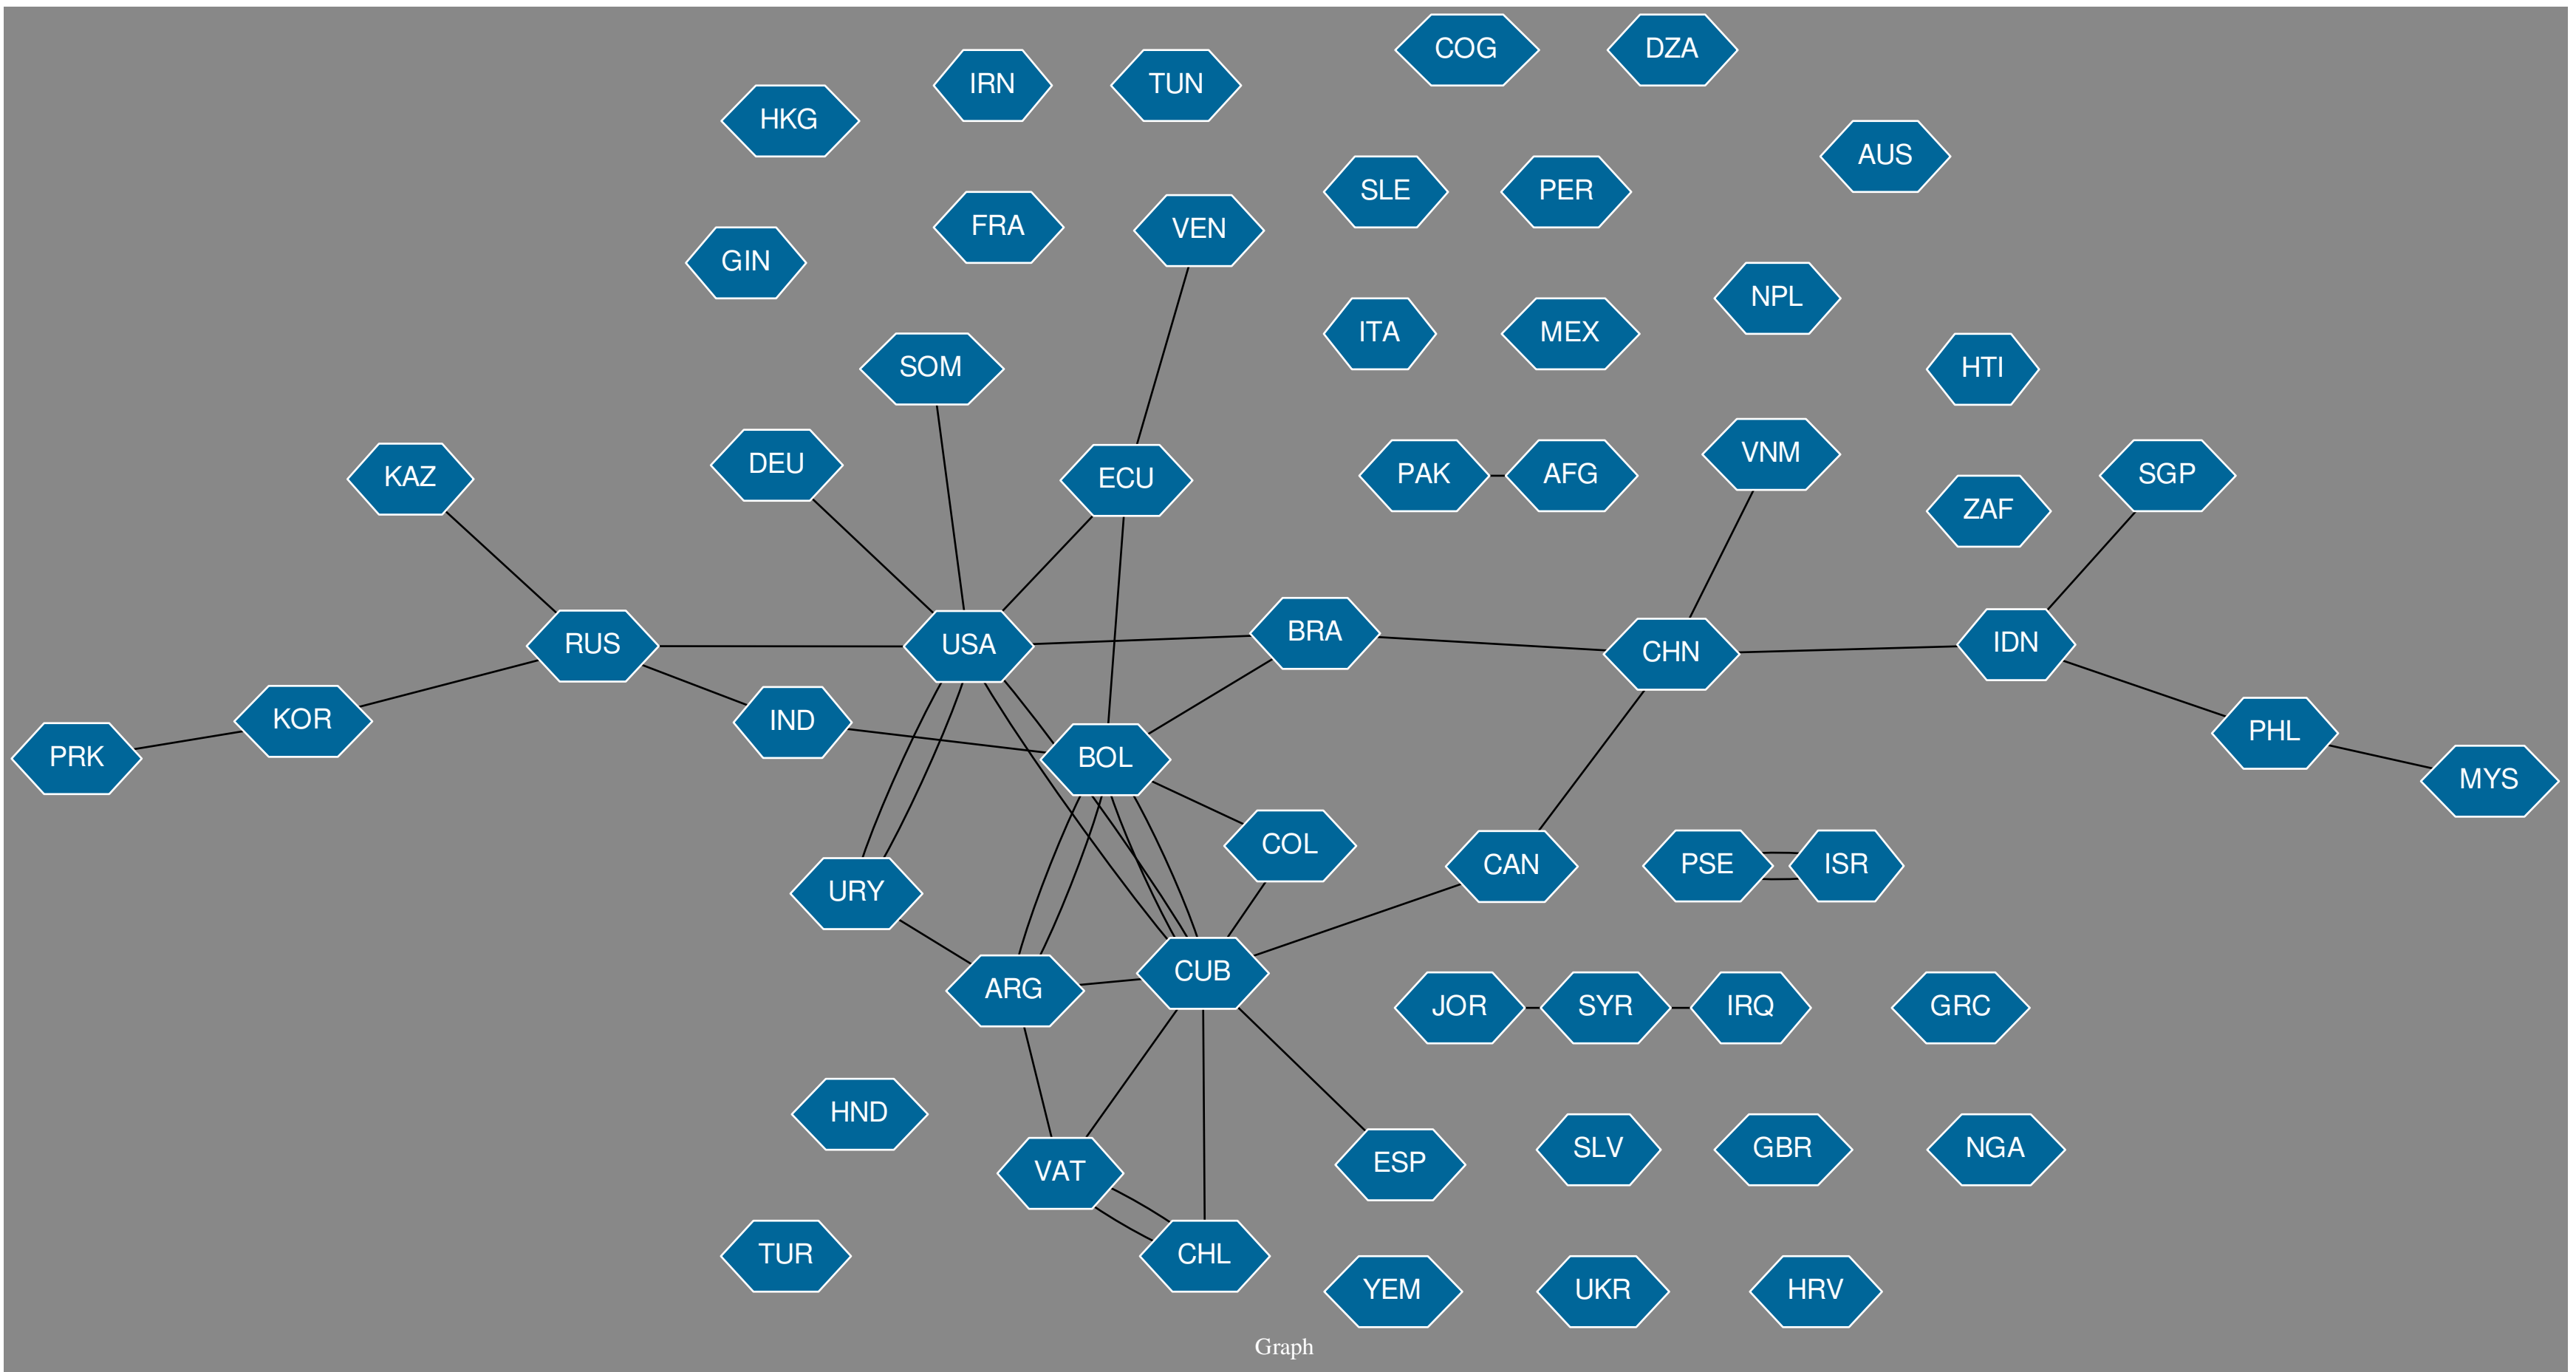 COG
DZA
IRN
TUN
HKG
AUS
SLE
PER
FRA
VEN
GIN
NPL
ITA
MEX
SOM
HTI
DEU
KAZ
ECU
PAK
AFG
VNM
SGP
ZAF
RUS
USA
BRA
CHN
IDN
KOR
IND
PHL
PRK
BOL
MYS
COL
CAN
PSE
ISR
URY
CUB
ARG
JOR
SYR
IRQ
GRC
HND
SLV
GBR
NGA
VAT
ESP
TUR
CHL
YEM
UKR
HRV
Graph